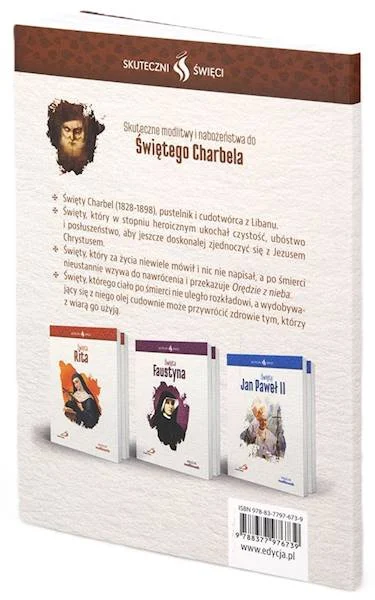 SKUTECZNI ŚWIĘCI
Skuteczne modlitwy i nabożeństwa do
Świętego Charbela
Święty Charbel (1828-1898), pustelnik i cudotwórca z Libanu.
Święty, który w stopniu heroicznym ukochał czystość, ubóstwo
i posłuszeństwo, aby jeszcze doskonalej zjednoczyć się z Jezusem
Chrystusem.
Święty, który za życia niewiele mówił i nic nie napisał, a po śmierci
nieustannie wzywa do nawrócenia i przekazuje Orędzie z nieba.
Święty, którego ciało po śmierci nie uległo rozkładowi, a wydobywa-
jący się z niego olej cudownie może przywrócić zdrowie tym, którzy
z wiarą go użyją.
Święta
Rita
Święta
Faustyna
Święty
Jan Paweł II
ISBN 978-83-7797-673-9
9 788377 976739
www.edycja.pl